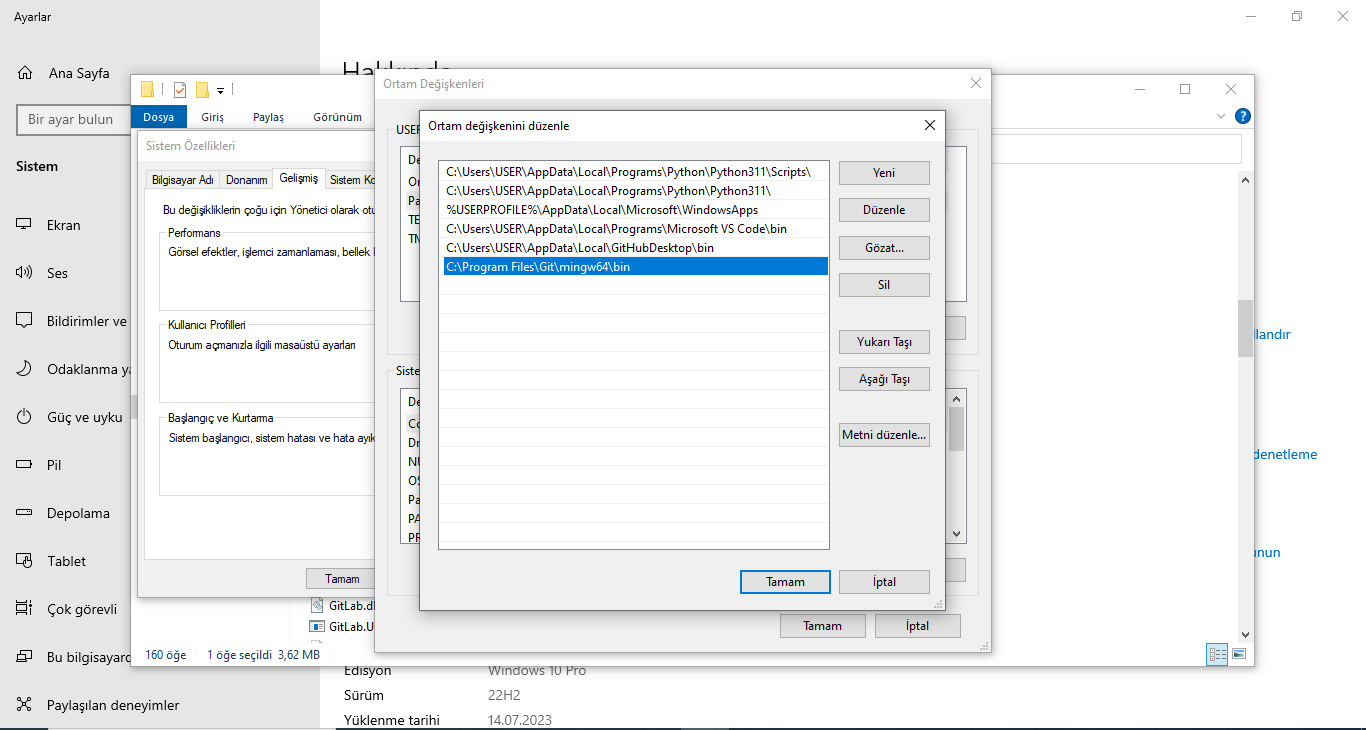 Ayarlar
Ana Sayfa
Bir ayar bulun
Sistem
Ekran
Ses
Bildirimler ve
Odaklanma
Güç ve uyku
Pil
Depolama
Tablet
Çok görevli
Bu bilgisayarc
Paylaşılan deneyimler
Hakkında
Dosya
Giriş
Paylaş
Görünüm
Sistem Özellikleri
Bilgisayar Adı
Donanım
Gelişmiş
Sistem Ko
Bu değişikliklerin çoğu için Yönetici olarak otu
Performans
Görsel efektler, işlemci zamanlaması, bellek
Kullanıcı Profilleri
Oturum açmanızla ilgili masaüstü ayarları
Başlangıç ve Kurtarma
Sistem başlangıcı, sistem hatası ve hata ayık
Tamam
GitLab.dl
GitLab.U
160 öğe
1 öğe seçildi 3,62 MB
Ortam Değişkenleri
USER
De
Or
Pa
TE
TM
Siste
De
Co
Dr
NU
OS
Pa
PA
PR
Tamam
İptal
Ortam değişkenini düzenle
C:\Users\USER\AppData\Local\Programs\Python\Python311\Scripts\
C:\Users\USER\AppData\Local\Programs\Python\Python311\
%USERPROFILE%\AppData\Local\Microsoft\WindowsApps
C:\Users\USER\AppData\Local\Programs\Microsoft VS Code\bin
C:\Users\USER\AppData\Local\GitHubDesktop\bin
C:\Program Files\Git\mingw64\bin
Yeni
Düzenle
Gözat...
Sil
Yukarı Taşı
Aşağı Taşı
Metni düzenle...
Tamam
İptal
llandır
denetleme
unun
Edisyon
Windows 10 Pro
Sürüm
22H2
Yüklenme tarihi
14.07.2023